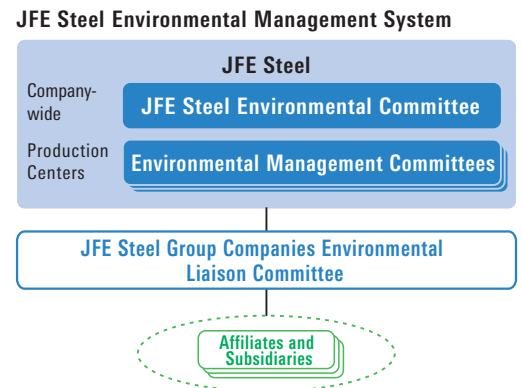 JFE Steel Environmental Management System
JFE Steel
Company-
wide
JFE Steel Environmental Committee
Production
Centers
Environmental Management Committees
JFE Steel Group Companies Environmental
Liaison Committee
Affiliates and
Subsidiaries